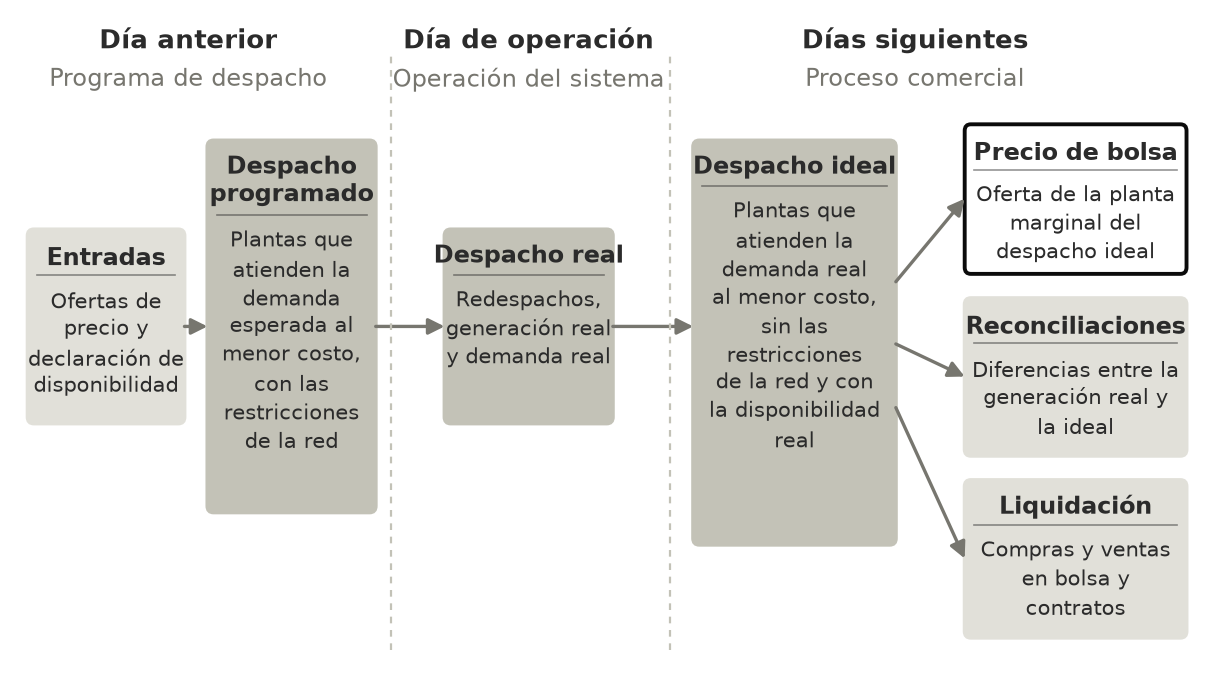 Día anterior
Programa de despacho
Día de operación
Operación del sistema
Días siguientes
Proceso comercial
Entradas
Ofertas de
precio y
declaración de
disponibilidad
Despacho
programado
Plantas que
atienden la
demanda
esperada al
menor costo,
con las
restricciones
de la red
Despacho real
Redespachos,
generación real
y demanda real
Despacho ideal
Plantas que
atienden la
demanda real
al menor costo,
sin las
restricciones
de la red y con
la disponibilidad
real
Precio de bolsa
Oferta de la planta
marginal del
despacho ideal
Reconciliaciones
Diferencias entre la
generación real y
la ideal
Liquidación
Compras y ventas
en bolsa y
contratos